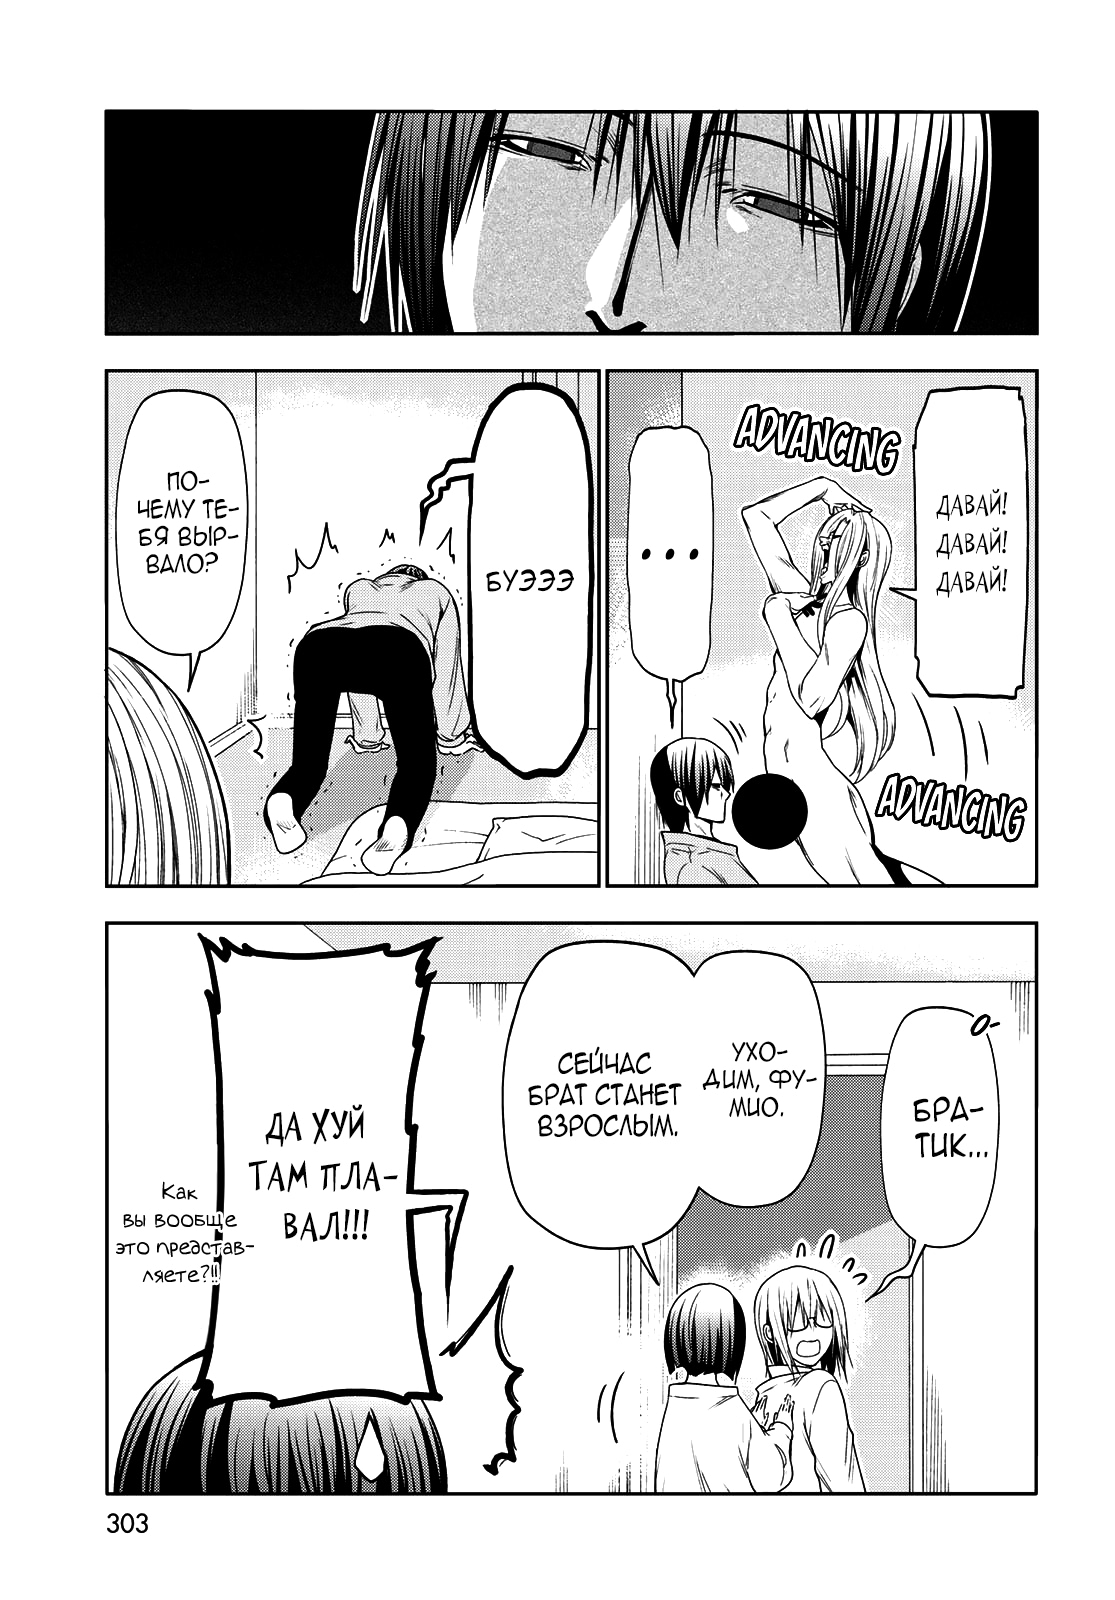 ADVANCING
ДАВАЙ!
ДАВАЙ!
ДАВАЙ!
...
ADVANCING
БУЭЭЭ
ПО-
ЧЕМУ ТЕ-
БЯ ВЫР-
ВАЛО?
О-
БРА-
ТИК...
УХО-
ДИМ, ФУ-
МИО.
СЕЙЧАС
БРАТ СТАНЕТ
ВЗРОСЛЫМ.
ДА ХУЙ
ТАМ ПЛА-
ВАЛ!!!
Как
вы вообще
это представ-
ляете?!!
303